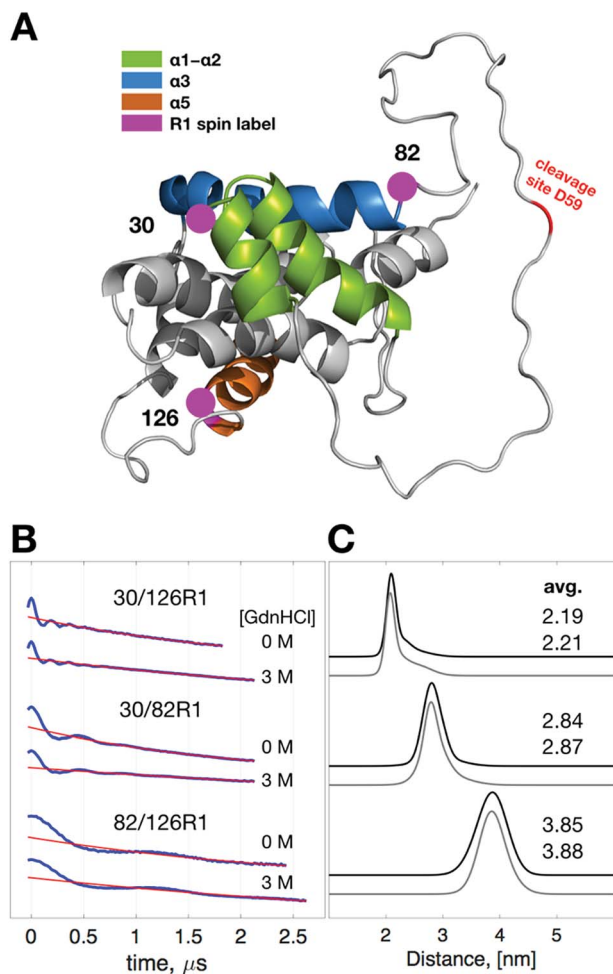 A
α1–α2
α3
α5
R1 spin label
82
cleavage
site D59
30
126
B
C
30/126R1
[GdnHCl]
0 M
3 M
30/82R1
0 M
3 M
82/126R1
0 M
3 M
0 0.5 1 1.5 2 2.5
time, μs
avg.
2.19
2.21
2.84
2.87
3.85
3.88
2 3 4 5
Distance, [nm]